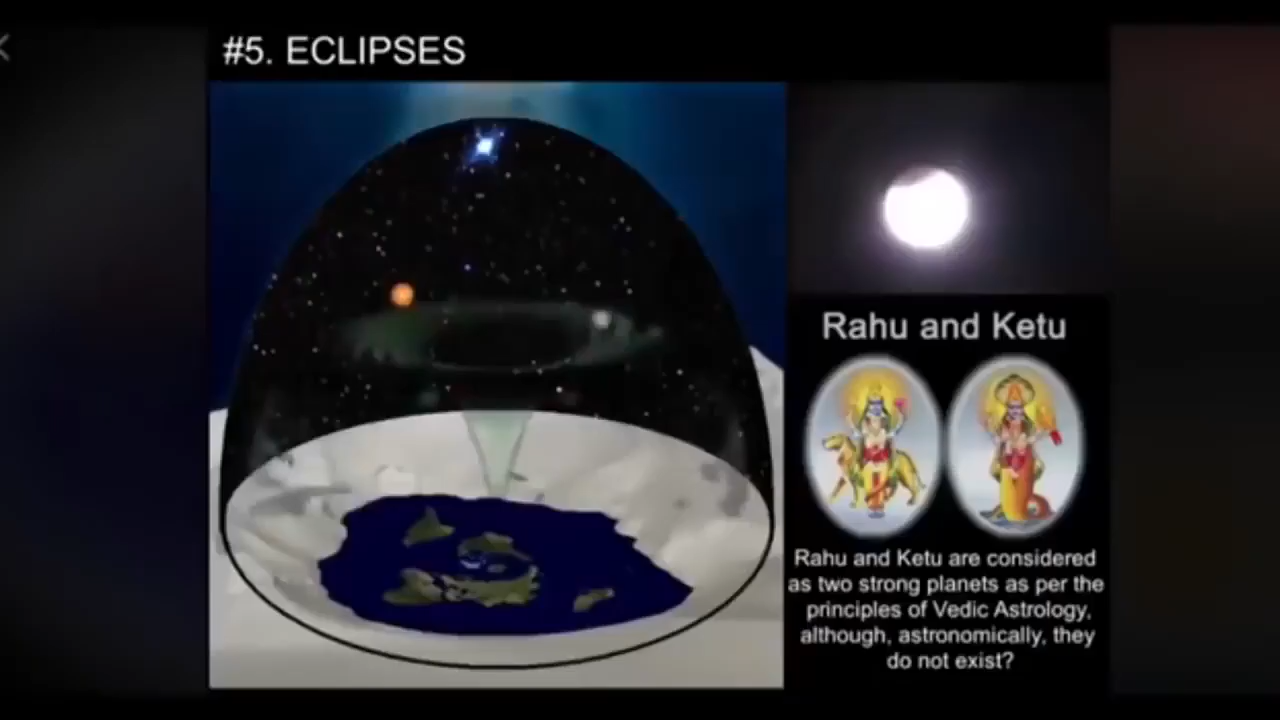 #5. ECLIPSES
Rahu and Ketu
Rahu and Ketu are considered
as two strong planets as per the
principles of Vedic Astrology,
although, astronomically, they
do not exist?